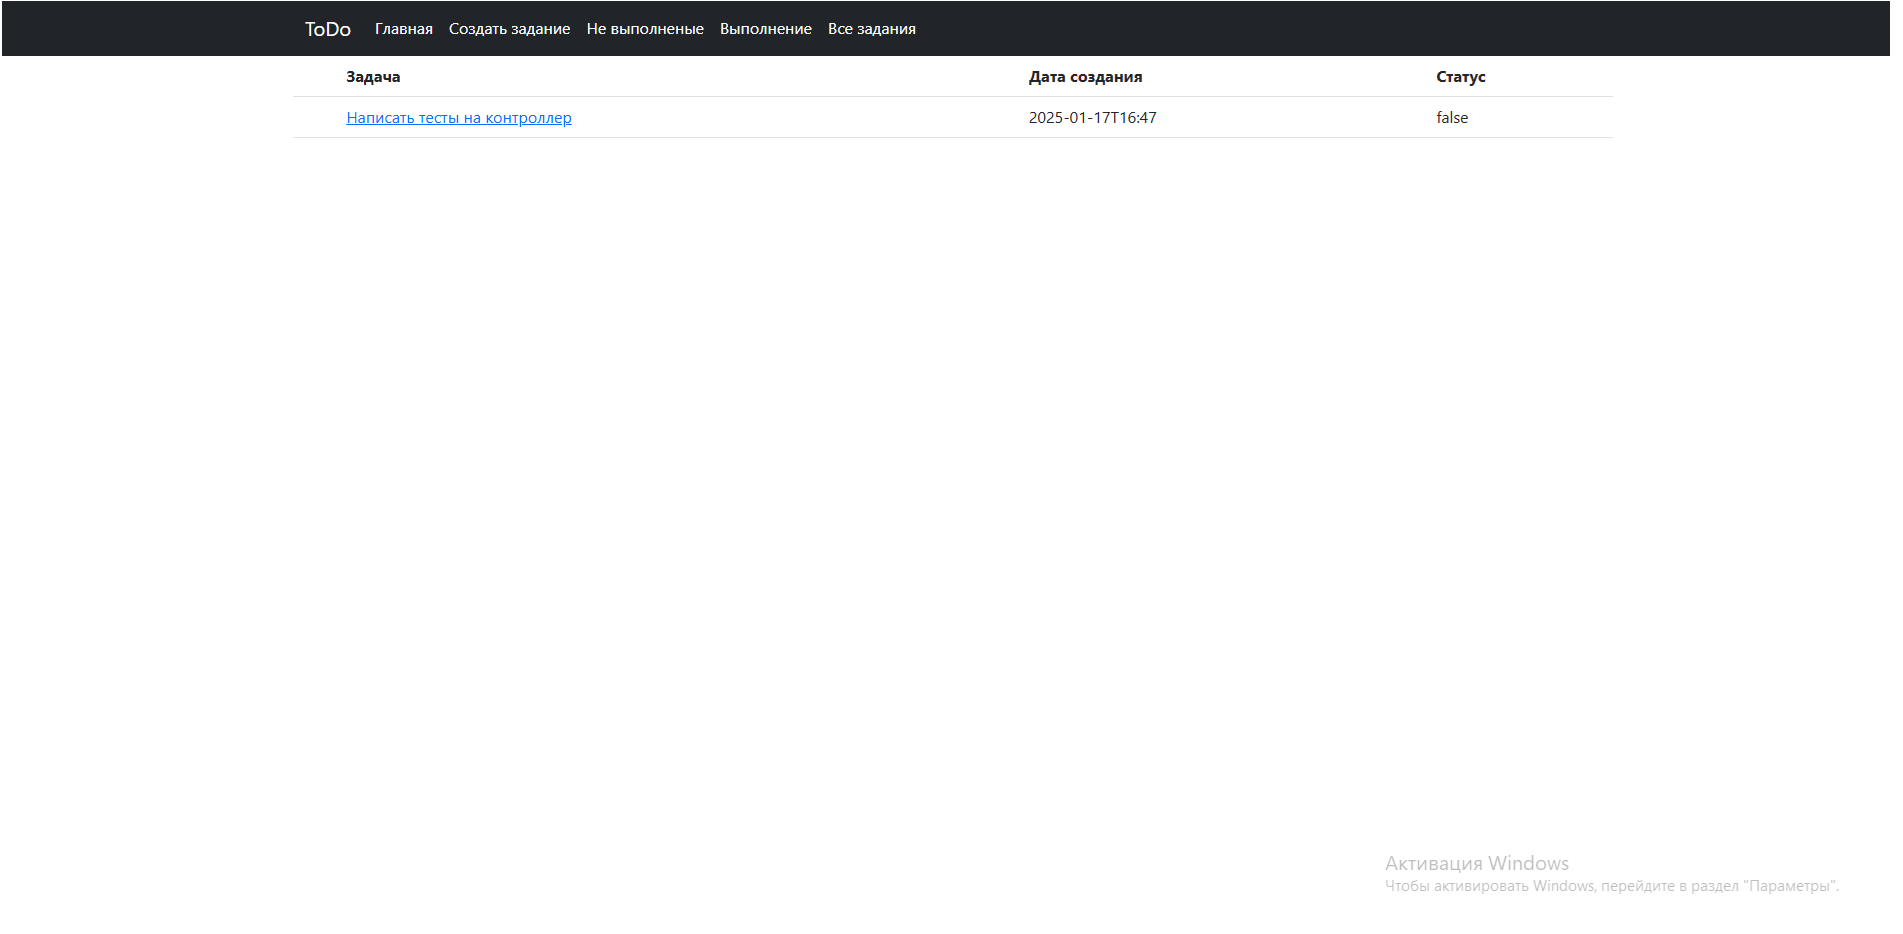 ToDo Главная Создать задание Не выполненые Выполнение Все задания
Задача Дата создания Статус
Написать тесты на контроллер 2025-01-17T16:47 false
Активация Windows
Чтобы активировать Windows, перейдите в раздел "Параметры".